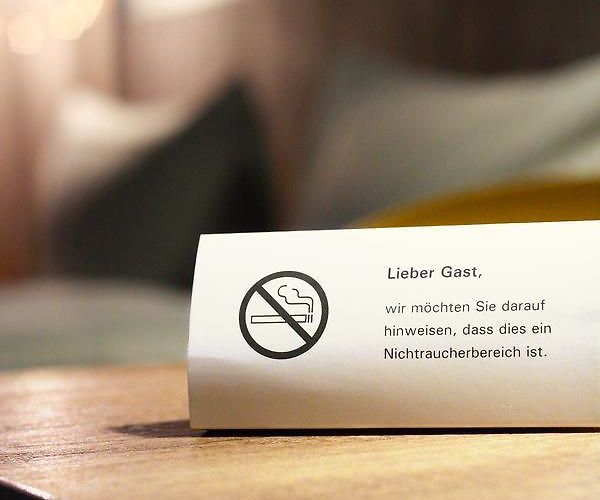 Lieber Gast,
wir möchten Sie darauf
hinweisen, dass dies ein
Nichtraucherbereich ist.